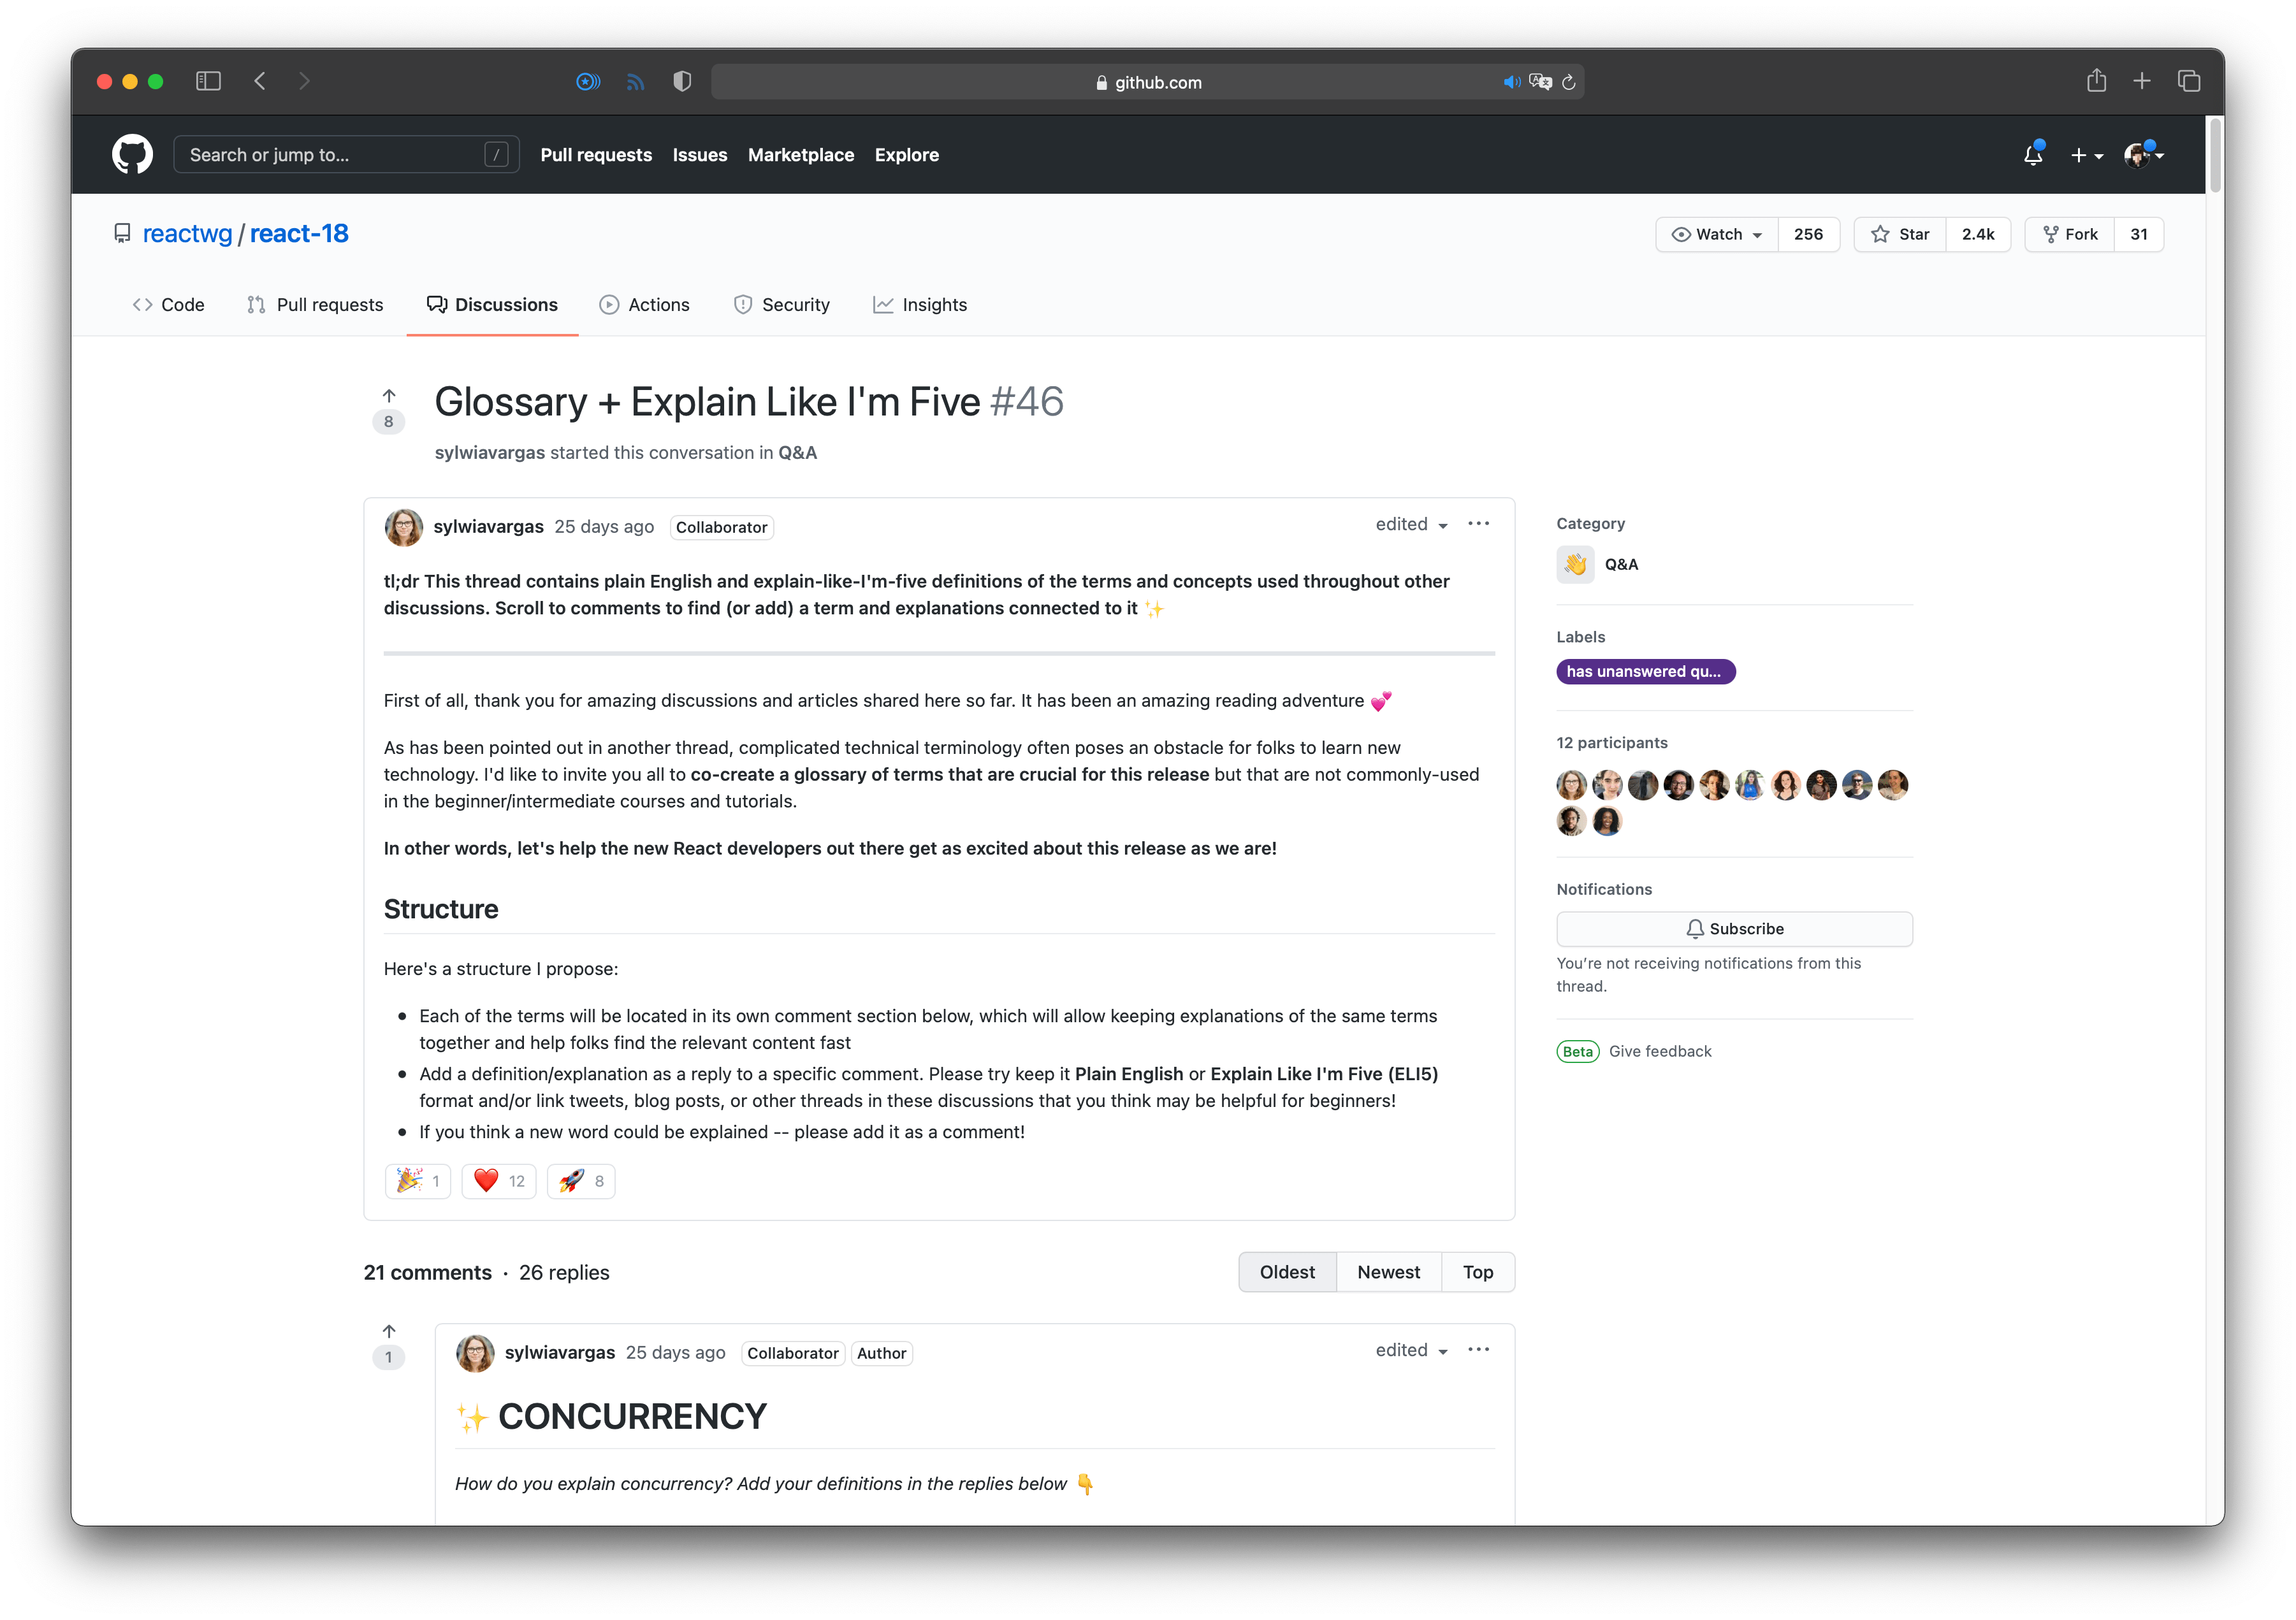 github.com
Search or jump to... /
Pull requests Issues Marketplace Explore
reactwg / react-18
Watch 256 Star 2.4k Fork 31
Code Pull requests Discussions Actions Security Insights
Glossary + Explain Like I'm Five #46
8
sylwiavargas started this conversation in Q&A
sylwiavargas 25 days ago Collaborator edited
tl;dr This thread contains plain English and explain-like-I'm-five definitions of the terms and concepts used throughout other
discussions. Scroll to comments to find (or add) a term and explanations connected to it ✨
First of all, thank you for amazing discussions and articles shared here so far. It has been an amazing reading adventure 💕
As has been pointed out in another thread, complicated technical terminology often poses an obstacle for folks to learn new
technology. I'd like to invite you all to co-create a glossary of terms that are crucial for this release but that are not commonly-used
in the beginner/intermediate courses and tutorials.
In other words, let's help the new React developers out there get as excited about this release as we are!
Structure
Here's a structure I propose:
Each of the terms will be located in its own comment section below, which will allow keeping explanations of the same terms
together and help folks find the relevant content fast
Add a definition/explanation as a reply to a specific comment. Please try keep it Plain English or Explain Like I'm Five (ELI5)
format and/or link tweets, blog posts, or other threads in these discussions that you think may be helpful for beginners!
If you think a new word could be explained -- please add it as a comment!
🎉 1 ❤️ 12 🚀 8
Category
👋 Q&A
Labels
has unanswered qu...
12 participants
Notifications
Subscribe
You’re not receiving notifications from this
thread.
Beta Give feedback
21 comments · 26 replies
Oldest Newest Top
1
sylwiavargas 25 days ago Collaborator Author edited
✨ CONCURRENCY
How do you explain concurrency? Add your definitions in the replies below 👇